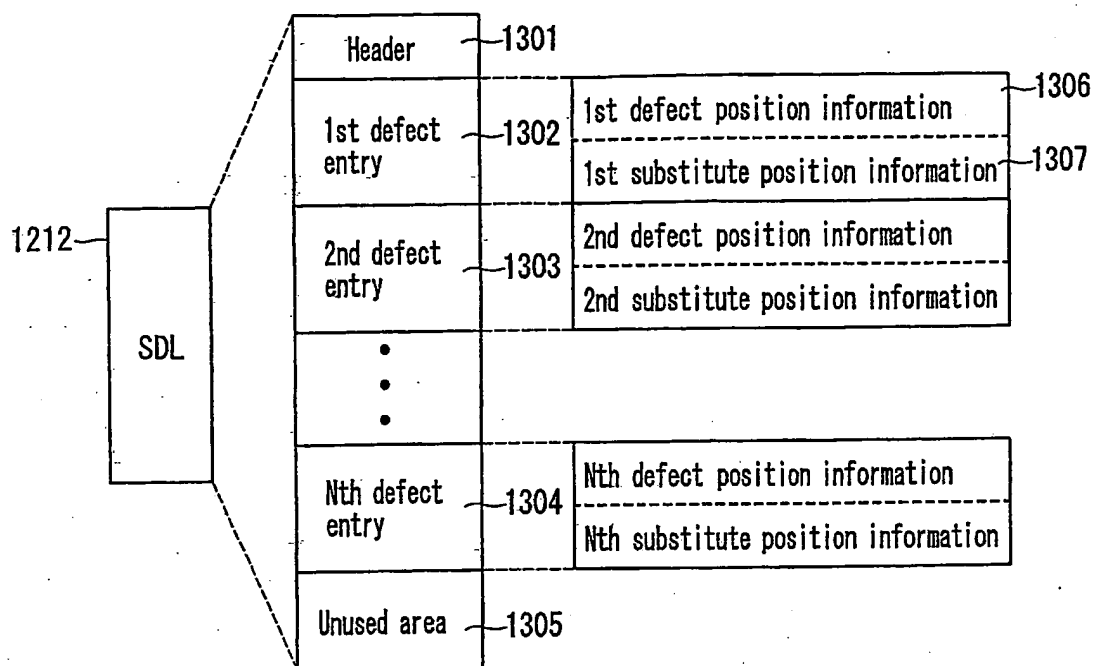 Header
1301
1306
1st defect position information
1st defect
entry
1302
1st substitute position information
1307
1212
2nd defect position information
2nd defect
entry
1303
2nd substitute position information
SDL
Nth defect position information
Nth defect
entry
1304
Nth substitute position information
Unused area
1305